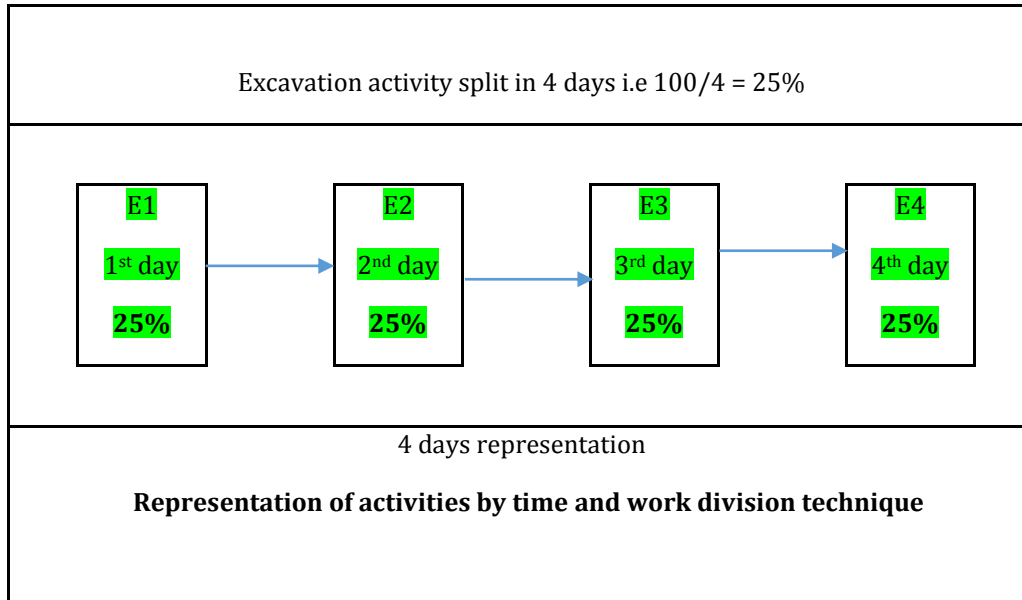 Excavation activity split in 4 days i.e 100/4 = 25%
E1
1st day
25%
E2
2nd day
25%
E3
3rd day
25%
E4
4th day
25%
4 days representation
Representation of activities by time and work division technique